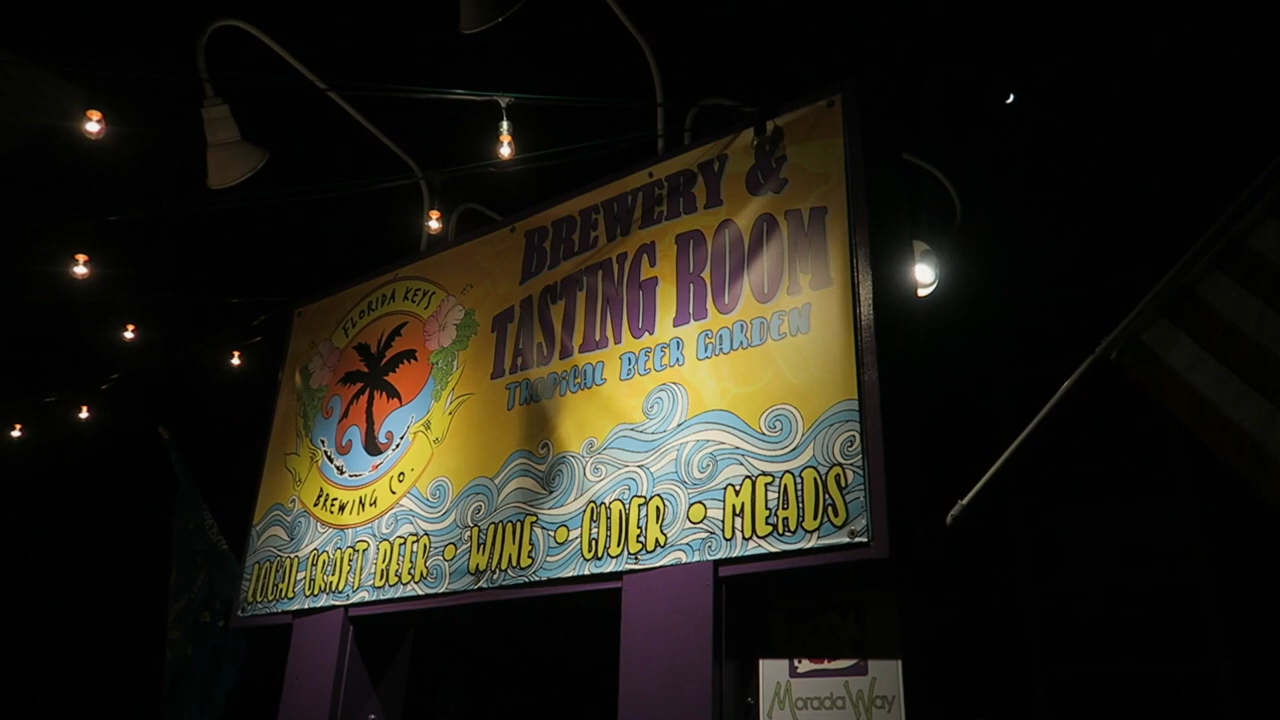 BREWERY &
TASTING ROOM
TROPICAL BEER GARDEN
FLORIDA KEYS
BREWING CO.
LOCAL CRAFT BEER • WINE • CIDER • MEADS
Morada Way